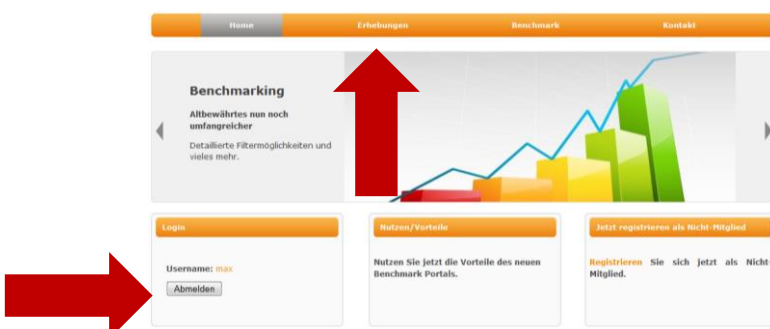 Home Erhebungen Benchmark Kontakt
Benchmarking
Altbewährtes nun noch
umfangreicher
Detaillierte Filtermöglichkeiten und
vieles mehr.
Login
Username: max
Abmelden
Nutzen/Vorteile
Nutzen Sie jetzt die Vorteile des neuen
Benchmark Portals.
Jetzt registrieren als Nicht-Mitglied
Registrieren Sie sich jetzt als Nicht-
Mitglied.